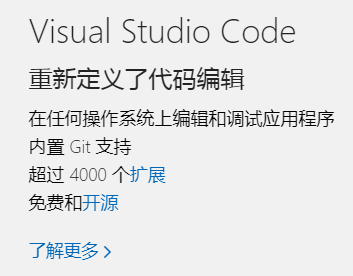 Visual Studio Code
重新定义了代码编辑
在任何操作系统上编辑和调试应用程序
内置 Git 支持
超过 4000 个扩展
免费和开源
了解更多 >